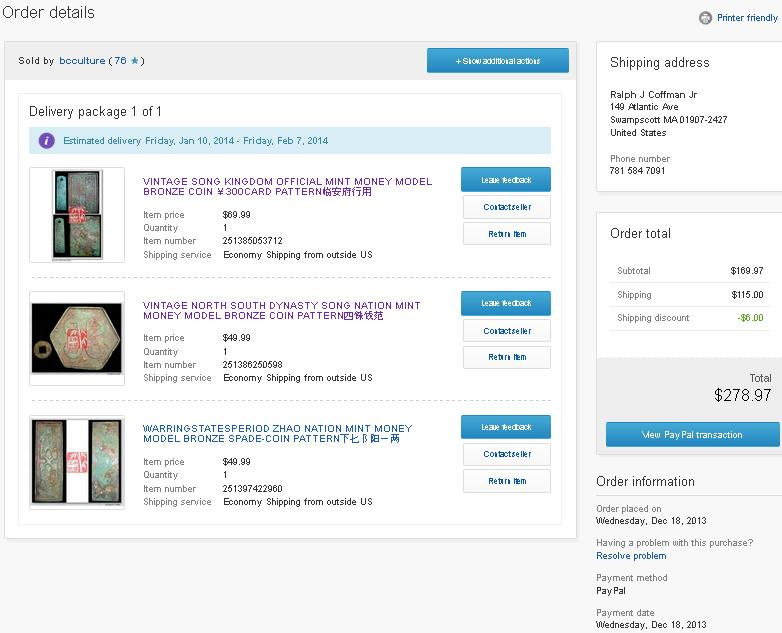 Order details
Printer friendly
Sold by bcculture ( 76 ★ )
+ Show additional actions
Delivery package 1 of 1
Estimated delivery Friday, Jan 10, 2014 - Friday, Feb 7, 2014
VINTAGE SONG KINGDOM OFFICIAL MINT MONEY MODEL
BRONZE COIN ¥300CARD PATTERN临安府行用
Item price $69.99
Quantity 1
Item number 251385053712
Shipping service Economy Shipping from outside US
Leave feedback
Contact seller
Return item
VINTAGE NORTH SOUTH DYNASTY SONG NATION MINT
MONEY MODEL BRONZE COIN PATTERN四铢钱范
Item price $49.99
Quantity 1
Item number 251386250598
Shipping service Economy Shipping from outside US
Leave feedback
Contact seller
Return item
WARRINGSTATESPERIOD ZHAO NATION MINT MONEY
MODEL BRONZE SPADE-COIN PATTERN下匕阝阳一两
Item price $49.99
Quantity 1
Item number 251397422960
Shipping service Economy Shipping from outside US
Leave feedback
Contact seller
Return item
Shipping address
Ralph J Coffman Jr
149 Atlantic Ave
Swampscott MA 01907-2427
United States
Phone number
781 584 7091
Order total
Subtotal $169.97
Shipping $115.00
Shipping discount -$6.00
Total
$278.97
View PayPal transaction
Order information
Order placed on
Wednesday, Dec 18, 2013
Having a problem with this purchase?
Resolve problem
Payment method
PayPal
Payment date
Wednesday, Dec 18, 2013